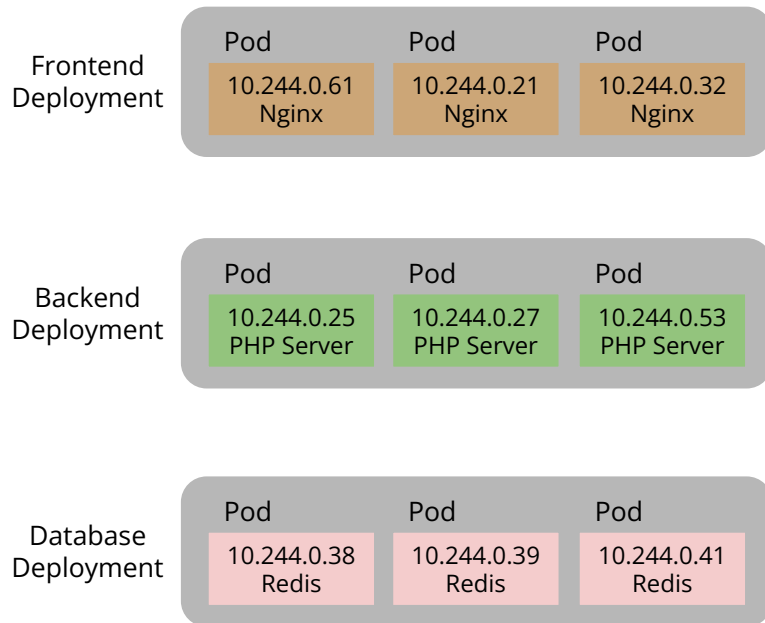 Frontend
Deployment
Pod
10.244.0.61
Nginx
Pod
10.244.0.21
Nginx
Pod
10.244.0.32
Nginx
Backend
Deployment
Pod
10.244.0.25
PHP Server
Pod
10.244.0.27
PHP Server
Pod
10.244.0.53
PHP Server
Database
Deployment
Pod
10.244.0.38
Redis
Pod
10.244.0.39
Redis
Pod
10.244.0.41
Redis